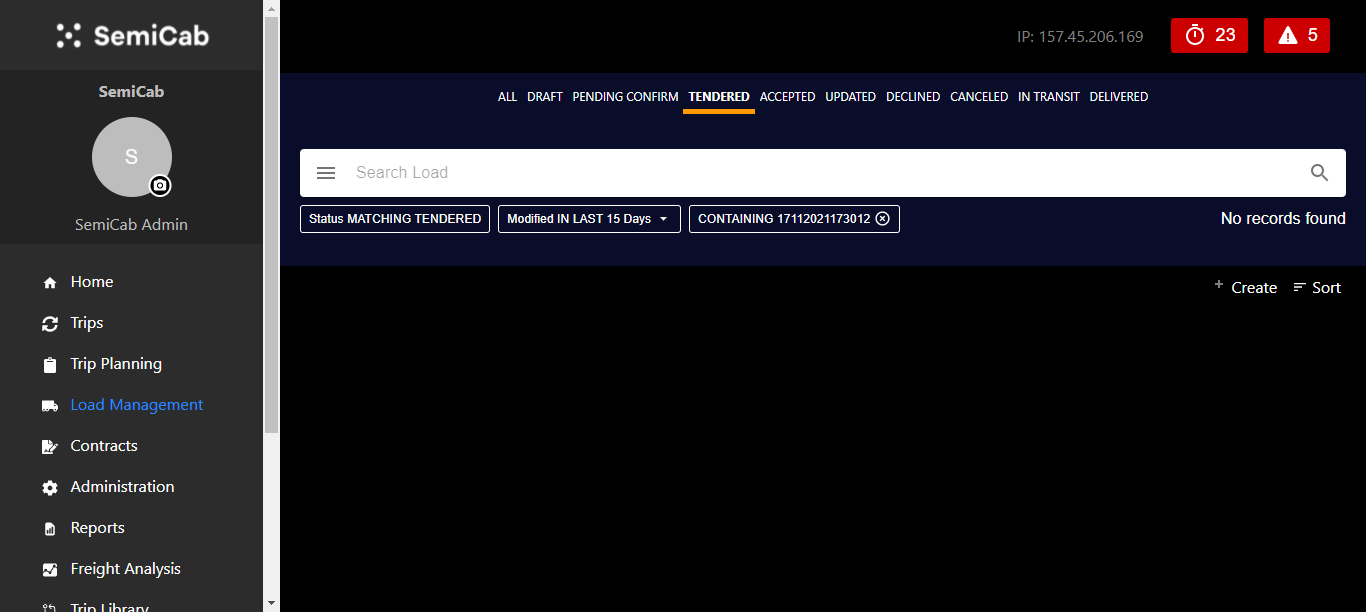 SemiCab
SemiCab
S
SemiCab Admin
Home
Trips
Trip Planning
Load Management
Contracts
Administration
Reports
Freight Analysis
Trip Library
IP: 157.45.206.169 23 5
ALL DRAFT PENDING CONFIRM TENDERED ACCEPTED UPDATED DECLINED CANCELED IN TRANSIT DELIVERED
Search Load
Status MATCHING TENDERED Modified IN LAST 15 Days CONTAINING 17112021173012 No records found
+ Create Sort